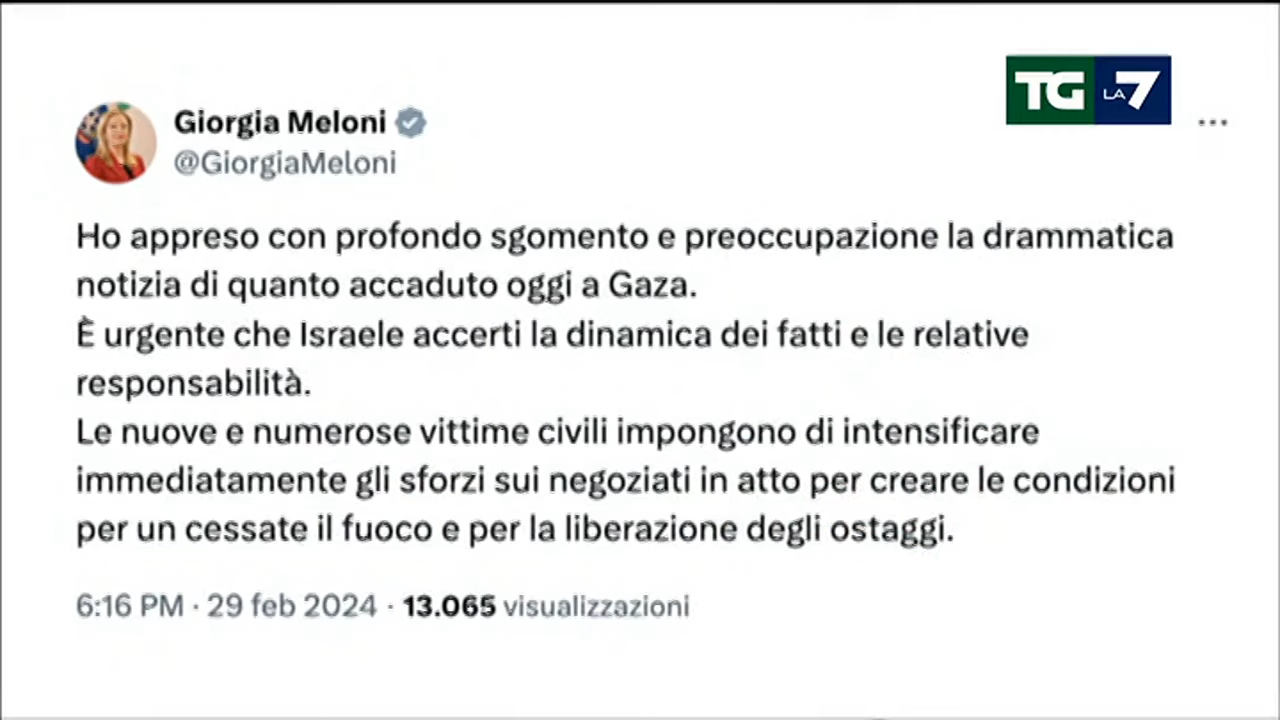 TG LA7
Giorgia Meloni
@GiorgiaMeloni
Ho appreso con profondo sgomento e preoccupazione la drammatica
notizia di quanto accaduto oggi a Gaza.
È urgente che Israele accerti la dinamica dei fatti e le relative
responsabilità.
Le nuove e numerose vittime civili impongono di intensificare
immediatamente gli sforzi sui negoziati in atto per creare le condizioni
per un cessate il fuoco e per la liberazione degli ostaggi.
6:16 PM · 29 feb 2024 · 13.065 visualizzazioni